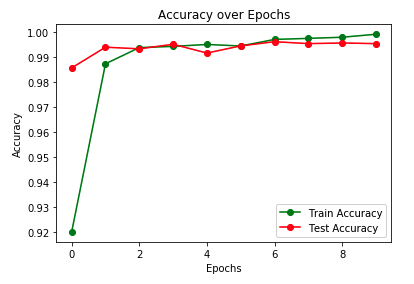 Accuracy over Epochs
1.00
0.99
0.98
0.97
0.96
0.95
0.94
0.93
0.92
Accuracy
0 2 4 6 8
Epochs
Train Accuracy
Test Accuracy